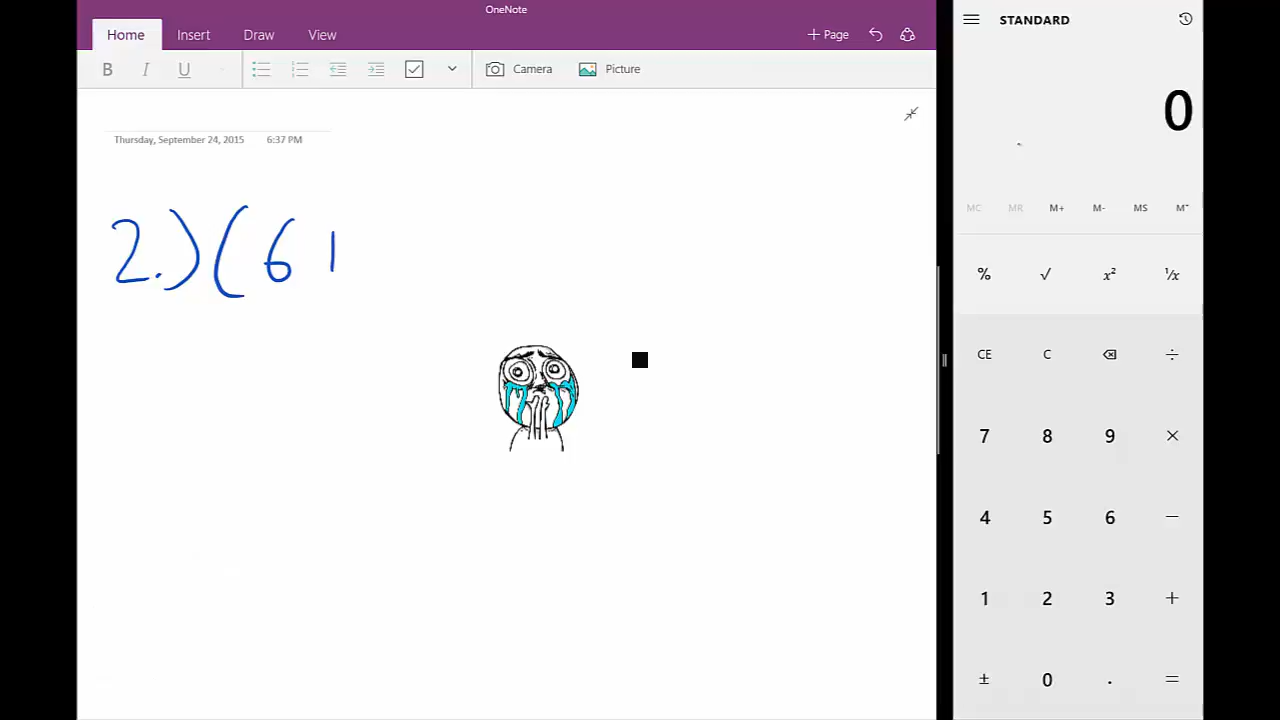 OneNote
Home Insert Draw View + Page
B I U Camera Picture
Thursday, September 24, 2015 6:37 PM
2.) ( 6 1
STANDARD
0
MC MR M+ M- MS M˅
% √ x² ¹/x
CE C ÷
7 8 9 ×
4 5 6 −
1 2 3 +
± 0 . =